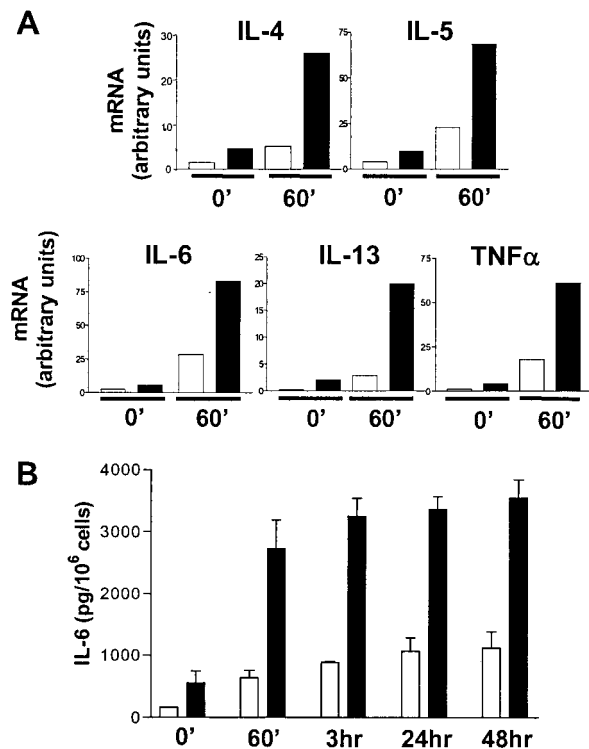 A
IL-4
IL-5
mRNA
(arbitrary units)
30
20
10
0
75
50
25
0
0' 60' 0' 60'
IL-6
IL-13
TNFα
mRNA
(arbitrary units)
100
75
50
25
0
25
20
15
10
5
0
75
50
25
0
0' 60' 0' 60' 0' 60'
B
IL-6 (pg/10⁶ cells)
4000
3000
2000
1000
0
0' 60' 3hr 24hr 48hr